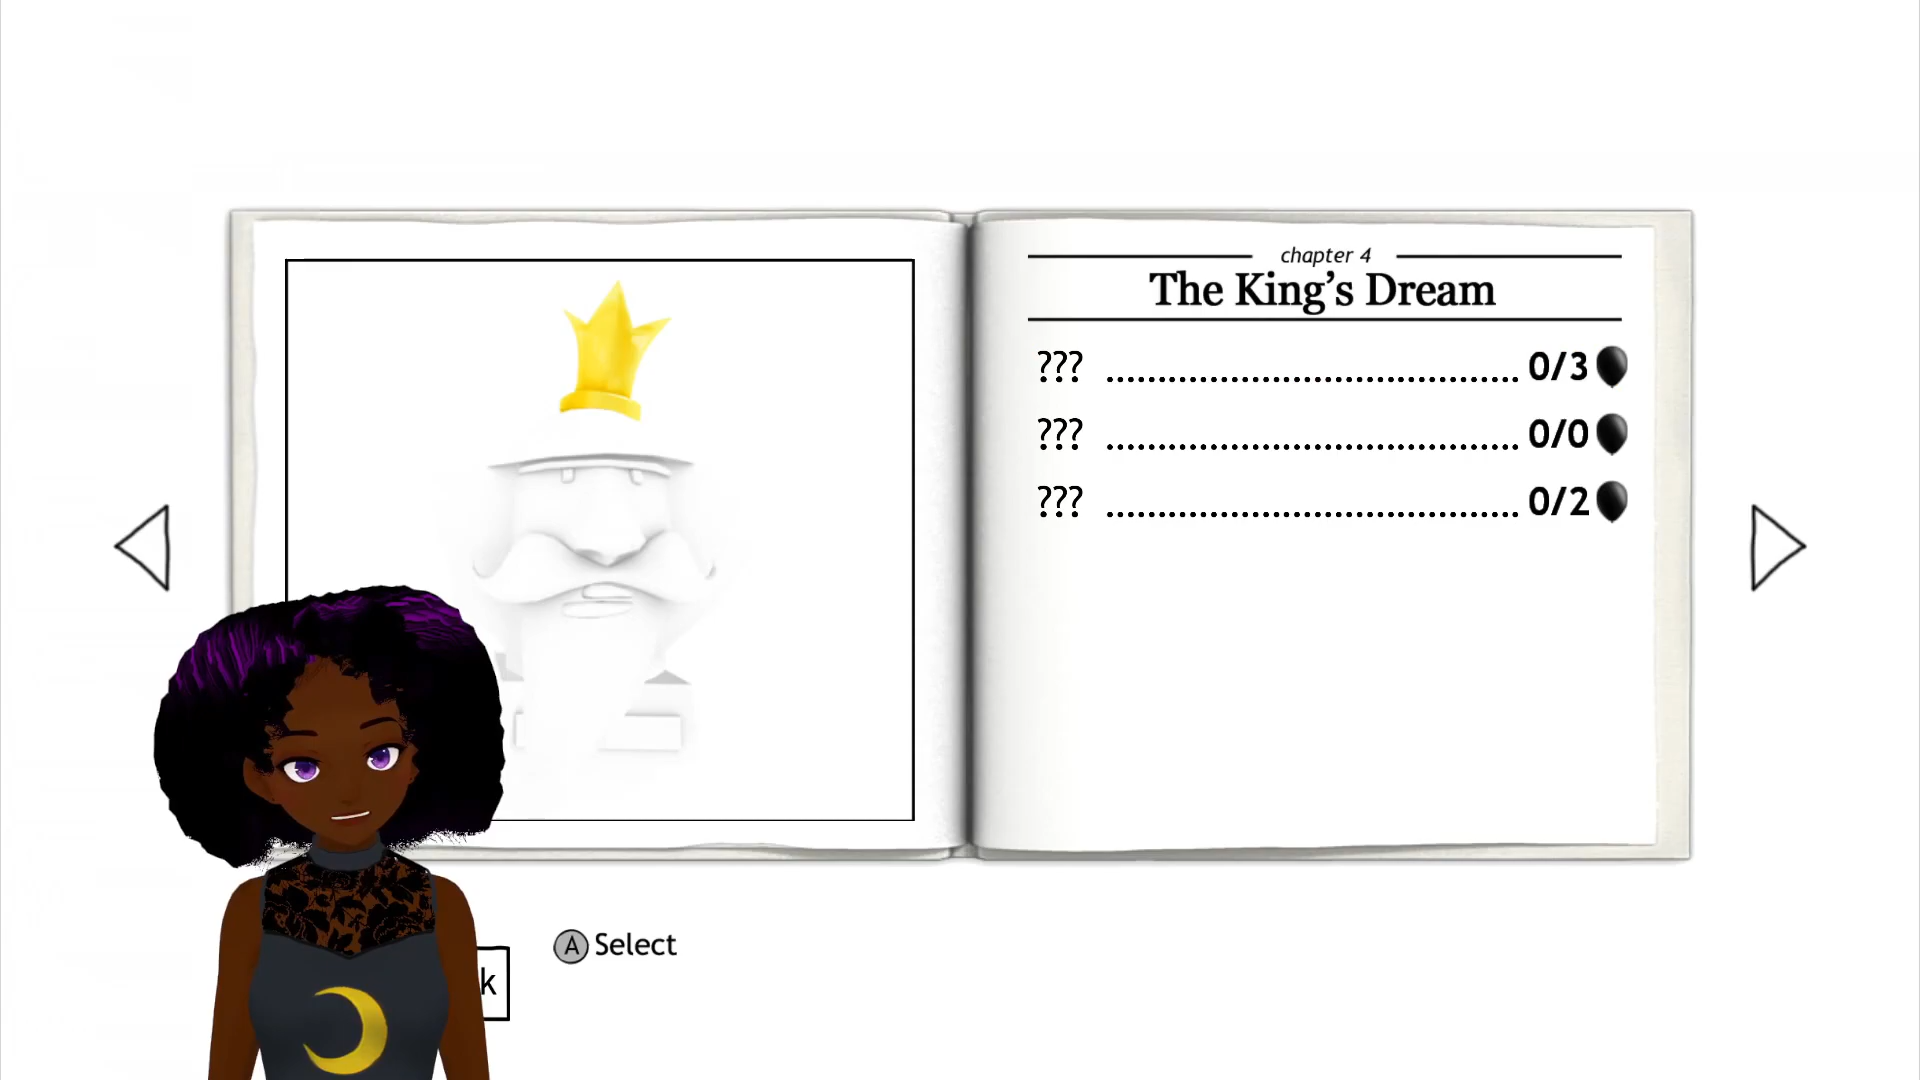 chapter 4
The King's Dream
??? ........................................ 0/3
??? ........................................ 0/0
??? ........................................ 0/2
A Select
k